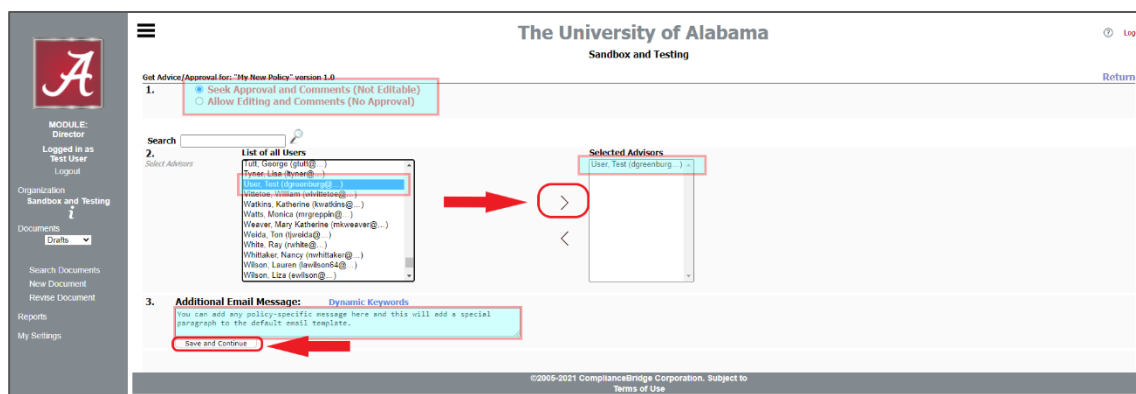 The University of Alabama
Sandbox and Testing
Log
Get Advice/Approval for: "My New Policy" version 1.0
Return
1.
Seek Approval and Comments (Not Editable)
Allow Editing and Comments (No Approval)
A
MODULE:
Director
Logged in as
Test User
Logout
Organization
Sandbox and Testing
i
Documents
Drafts
Search Documents
New Document
Revise Document
Reports
My Settings
Search
2.
Select Advisors
List of all Users
Tutt, George (gtutt@...)
Tyner, Lisa (ltyner@...)
User, Test (dgreenburg@...)
Vittetoe, William (wlvittetoe@...)
Watkins, Katherine (kwatkins@...)
Watts, Monica (mrgreppin@...)
Weaver, Mary Katherine (mkweaver@...)
Weida, Ton (tjweida@...)
White, Ray (rwhite@...)
Whittaker, Nancy (nwhittaker@...)
Wilson, Lauren (lawilson64@...)
Wilson, Liza (ewilson@...)
>
<
Selected Advisors
User, Test (dgreenburg...)
3.
Additional Email Message:
Dynamic Keywords
You can add any policy-specific message here and this will add a special
paragraph to the default email template.
Save and Continue
©2005-2021 ComplianceBridge Corporation. Subject to
Terms of Use